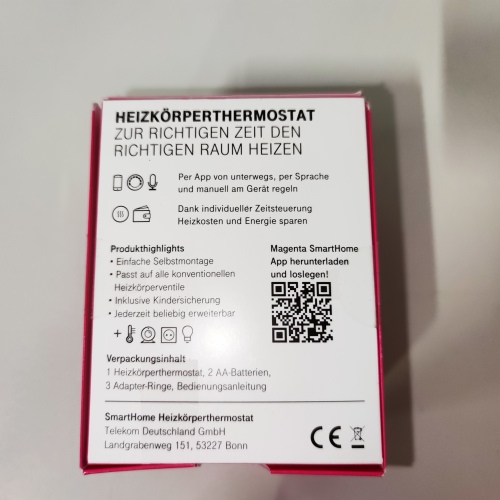 HEIZKÖRPERTHERMOSTAT
ZUR RICHTIGEN ZEIT DEN
RICHTIGEN RAUM HEIZEN
Per App von unterwegs, per Sprache
und manuell am Gerät regeln
Dank individueller Zeitsteuerung
Heizkosten und Energie sparen
Produkthighlights
• Einfache Selbstmontage
• Passt auf alle konventionellen
Heizkörperventile
• Inklusive Kindersicherung
• Jederzeit beliebig erweiterbar
+
Magenta SmartHome
App herunterladen
und loslegen!
Verpackungsinhalt
1 Heizkörperthermostat, 2 AA-Batterien,
3 Adapter-Ringe, Bedienungsanleitung
SmartHome Heizkörperthermostat
Telekom Deutschland GmbH
Landgrabenweg 151, 53227 Bonn
CE